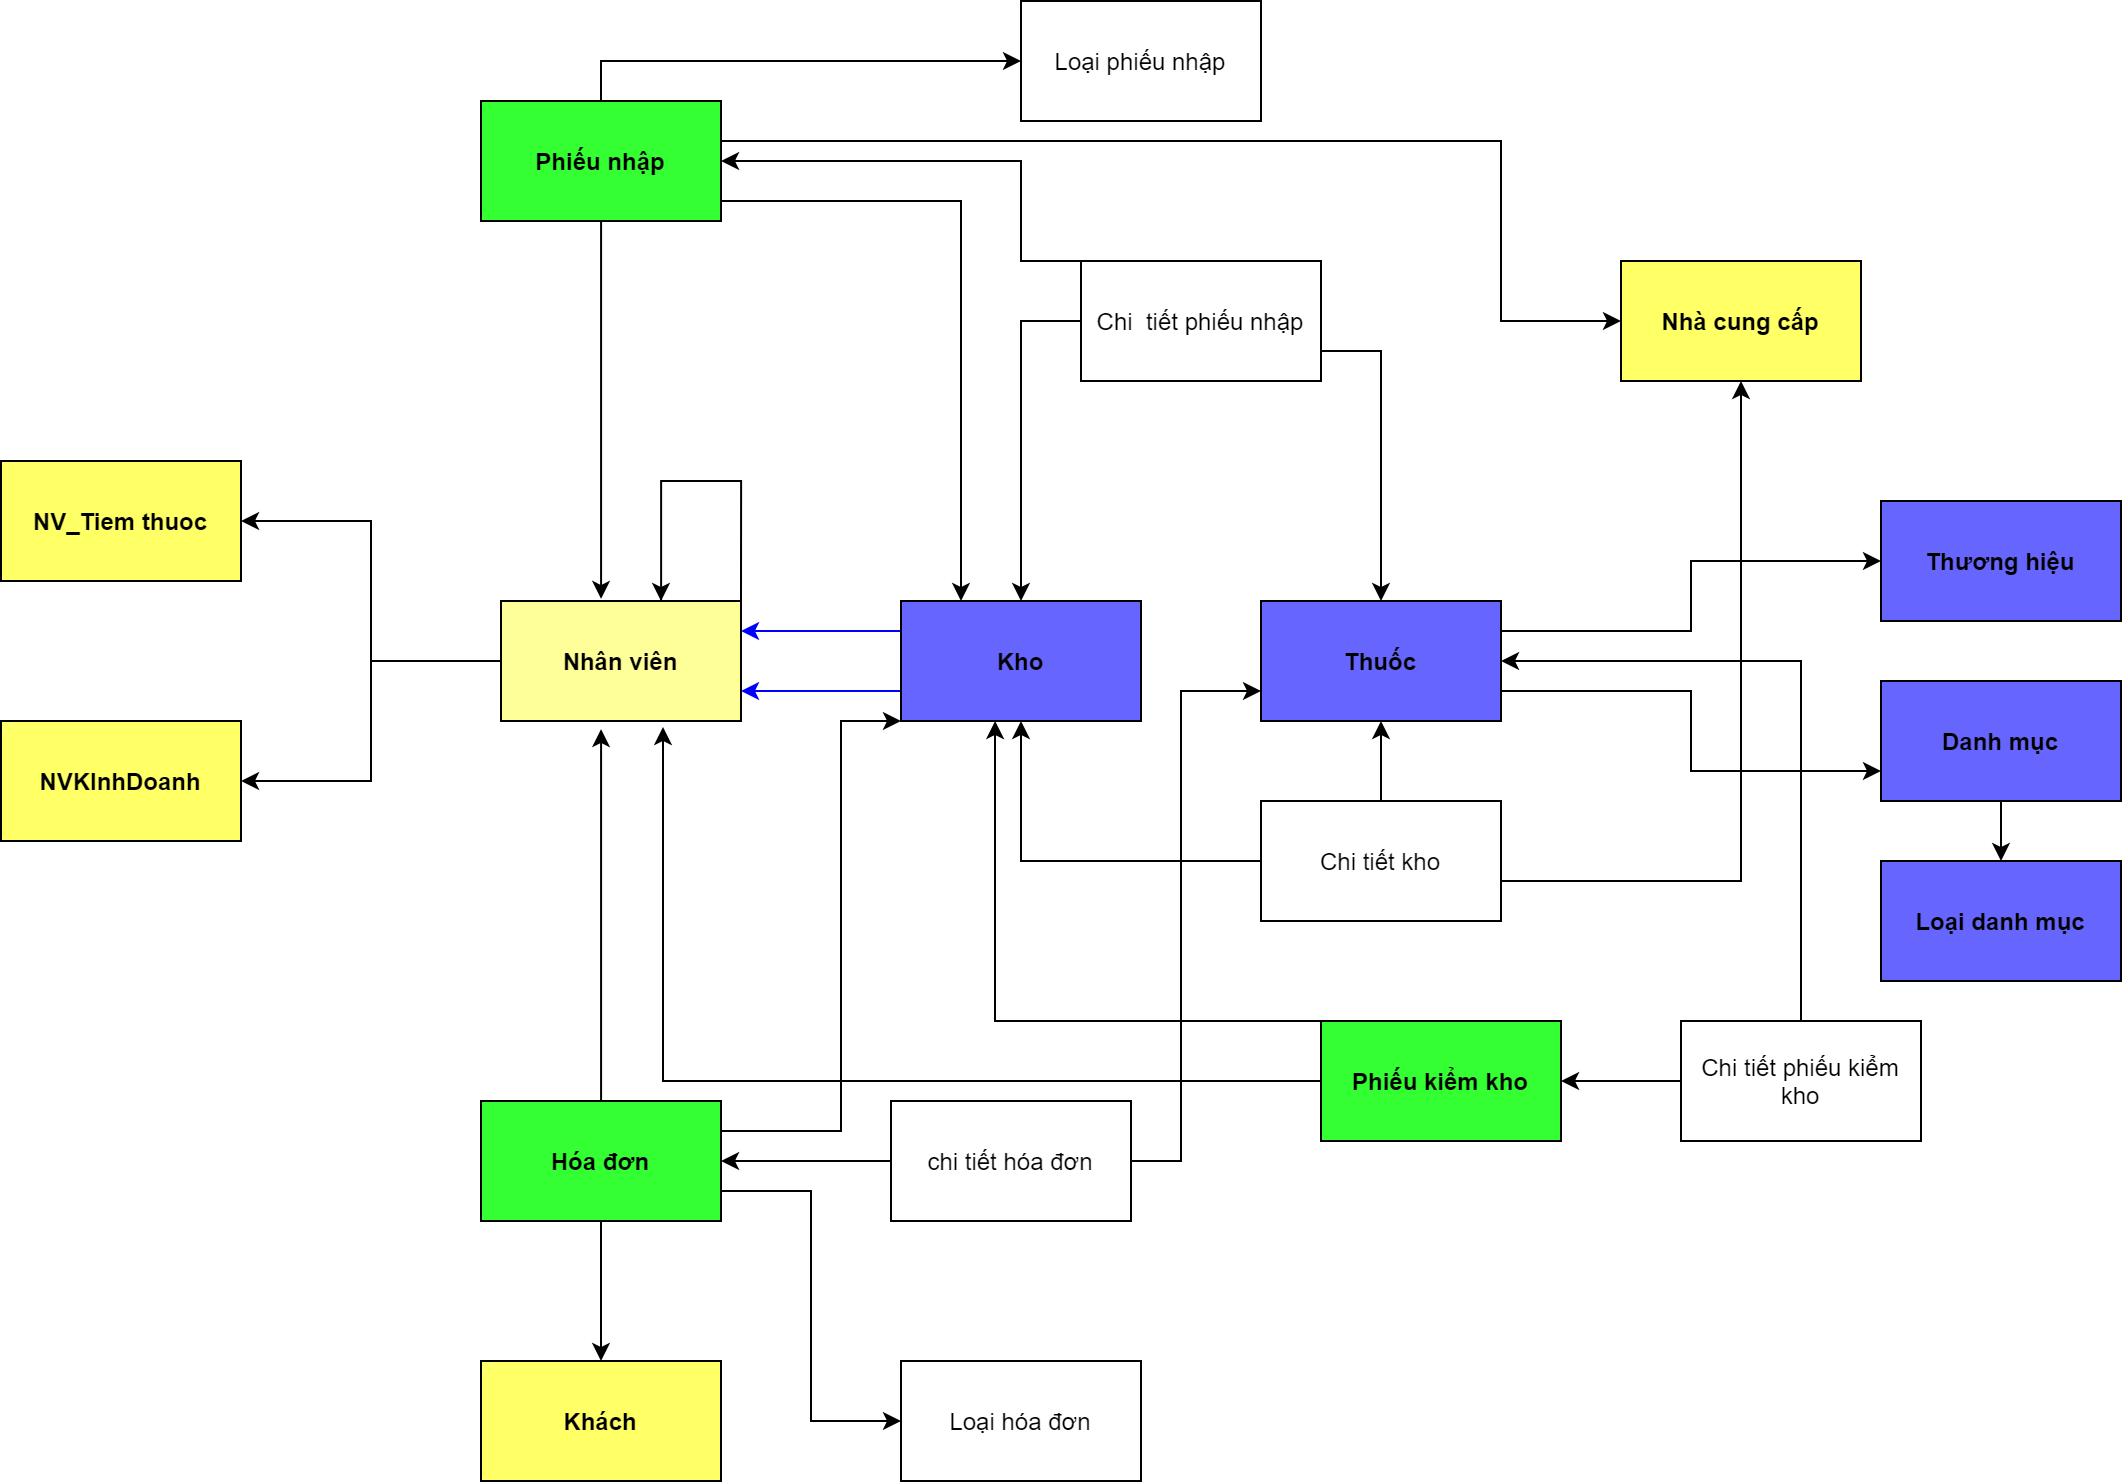 Loại phiếu nhập
Phiếu nhập
Chi  tiết phiếu nhập
Nhà cung cấp
NV_Tiem thuoc
Thương hiệu
Nhân viên
Kho
Thuốc
Danh mục
NVKInhDoanh
Chi tiết kho
Loại danh mục
Phiếu kiểm kho
Chi tiết phiếu kiểm
kho
Hóa đơn
chi tiết hóa đơn
Khách
Loại hóa đơn